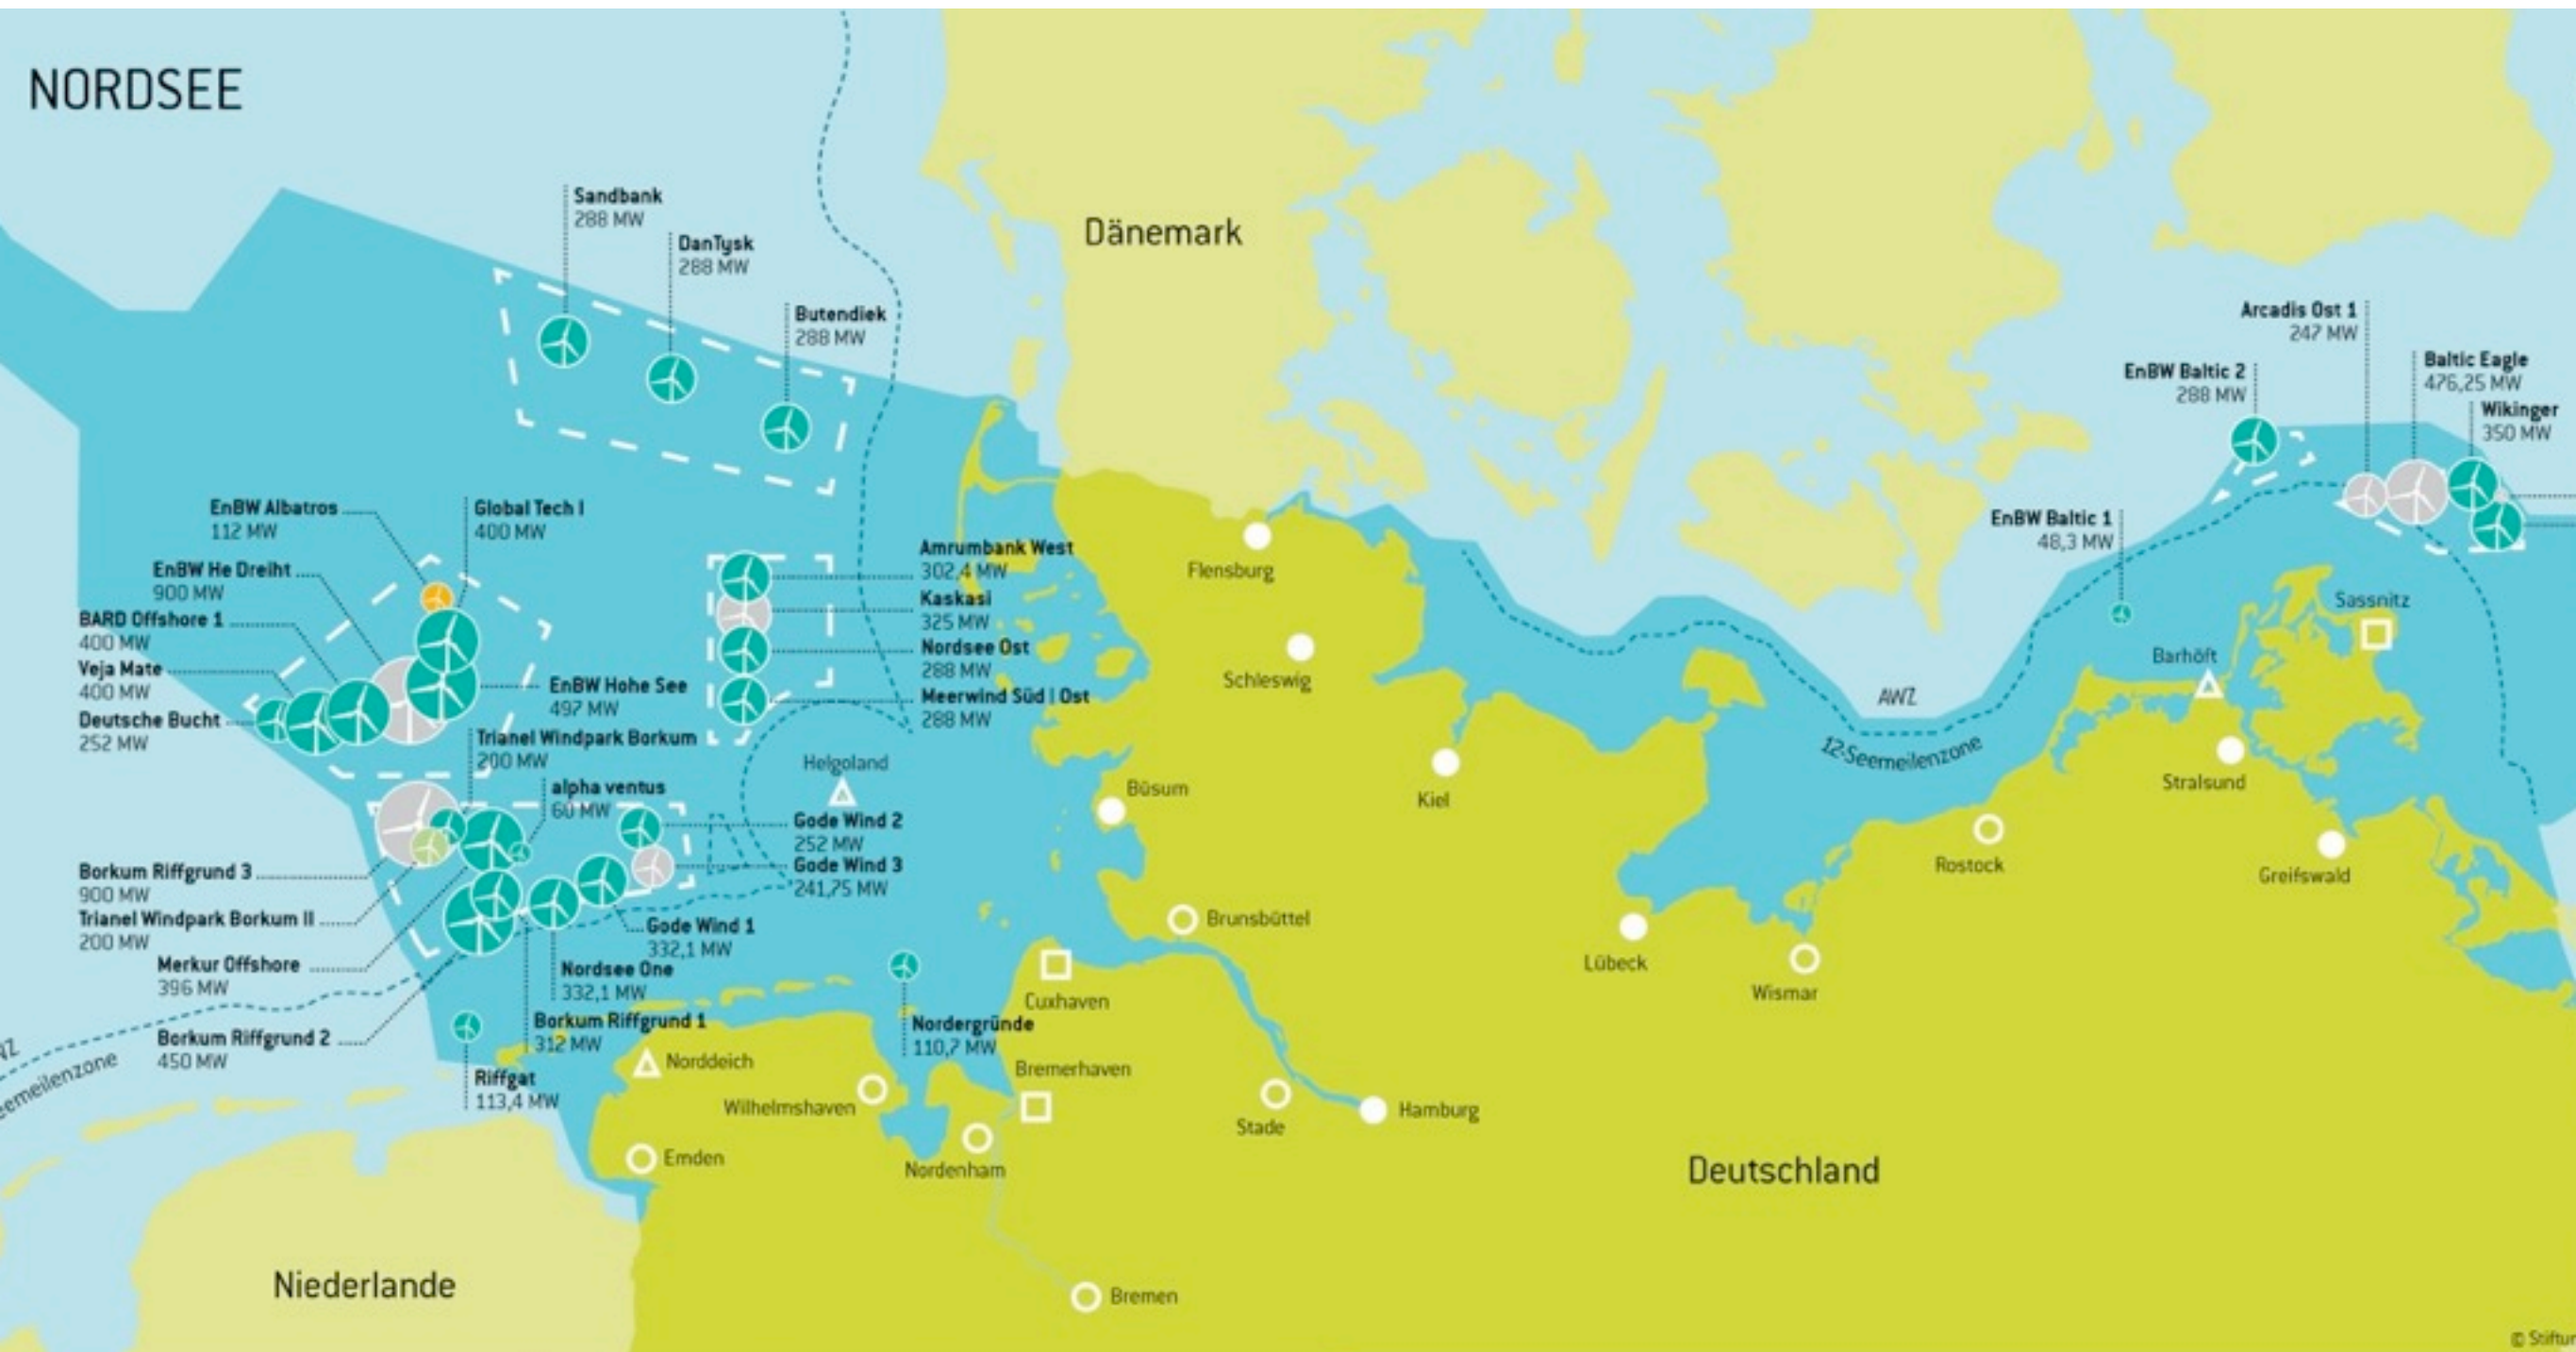 NORDSEE
Sandbank
288 MW
DanTysk
288 MW
Butendiek
288 MW
Dänemark
EnBW Albatros
112 MW
Global Tech I
400 MW
EnBW He Dreiht
900 MW
BARD Offshore 1
400 MW
Veja Mate
400 MW
Deutsche Bucht
252 MW
EnBW Hohe See
497 MW
Amrumbank West
302,4 MW
Kaskasi
325 MW
Nordsee Ost
288 MW
Meerwind Süd | Ost
288 MW
Trianel Windpark Borkum
200 MW
alpha ventus
60 MW
Helgoland
Gode Wind 2
252 MW
Gode Wind 3
241,75 MW
Borkum Riffgrund 3
900 MW
Trianel Windpark Borkum II
200 MW
Merkur Offshore
396 MW
Borkum Riffgrund 2
450 MW
Gode Wind 1
332,1 MW
Nordsee One
332,1 MW
Borkum Riffgrund 1
312 MW
Riffgat
113,4 MW
Nordergründe
110,7 MW
Norddeich
Wilhelmshaven
Emden
Nordenham
Bremerhaven
Cuxhaven
Brunsbüttel
Büsum
Stade
Hamburg
Bremen
Niederlande
Deutschland
Flensburg
Schleswig
Kiel
Lübeck
Wismar
Rostock
AWZ
12-Seemeilenzone
Barhöft
Sassnitz
Stralsund
Greifswald
EnBW Baltic 1
48,3 MW
EnBW Baltic 2
288 MW
Arcadis Ost 1
247 MW
Baltic Eagle
476,25 MW
Wikinger
350 MW